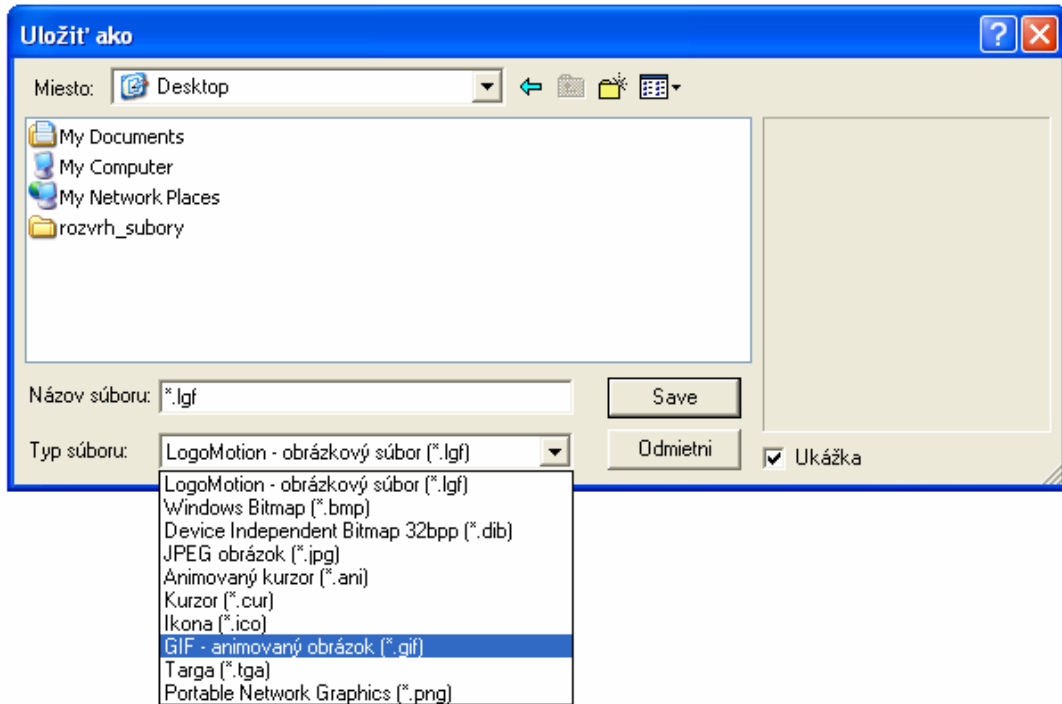 Uložiť ako
Miesto: Desktop
My Documents
My Computer
My Network Places
rozvrh_subory
Názov súboru: *.lgf
Save
Typ súboru: LogoMotion - obrázkový súbor (*.lgf)
Odmietni
Ukážka
LogoMotion - obrázkový súbor (*.lgf)
Windows Bitmap (*.bmp)
Device Independent Bitmap 32bpp (*.dib)
JPEG obrázok (*.jpg)
Animovaný kurzor (*.ani)
Kurzor (*.cur)
Ikona (*.ico)
GIF - animovaný obrázok (*.gif)
Targa (*.tga)
Portable Network Graphics (*.png)